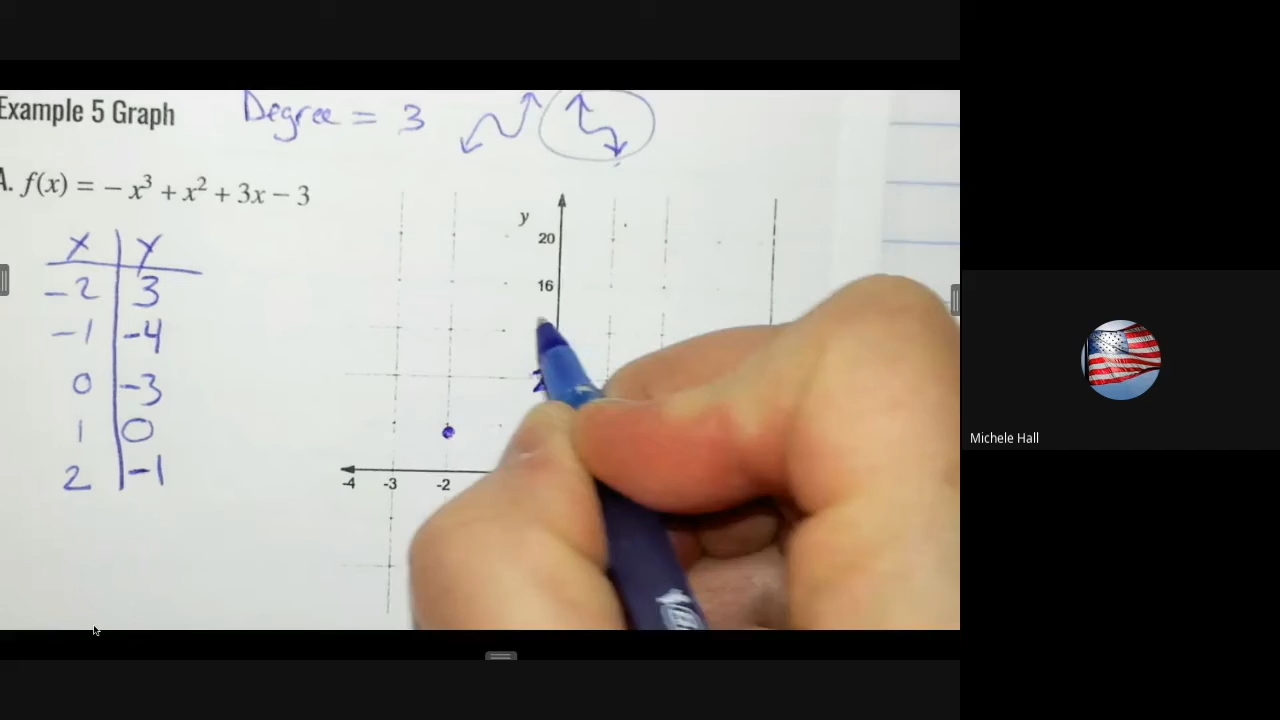 Example 5 Graph Degree = 3
A. f(x) = − x³ + x² + 3x − 3
x y
-2 3
-1 -4
0 -3
1 0
2 -1
y
20
16
-4 -3 -2
Michele Hall